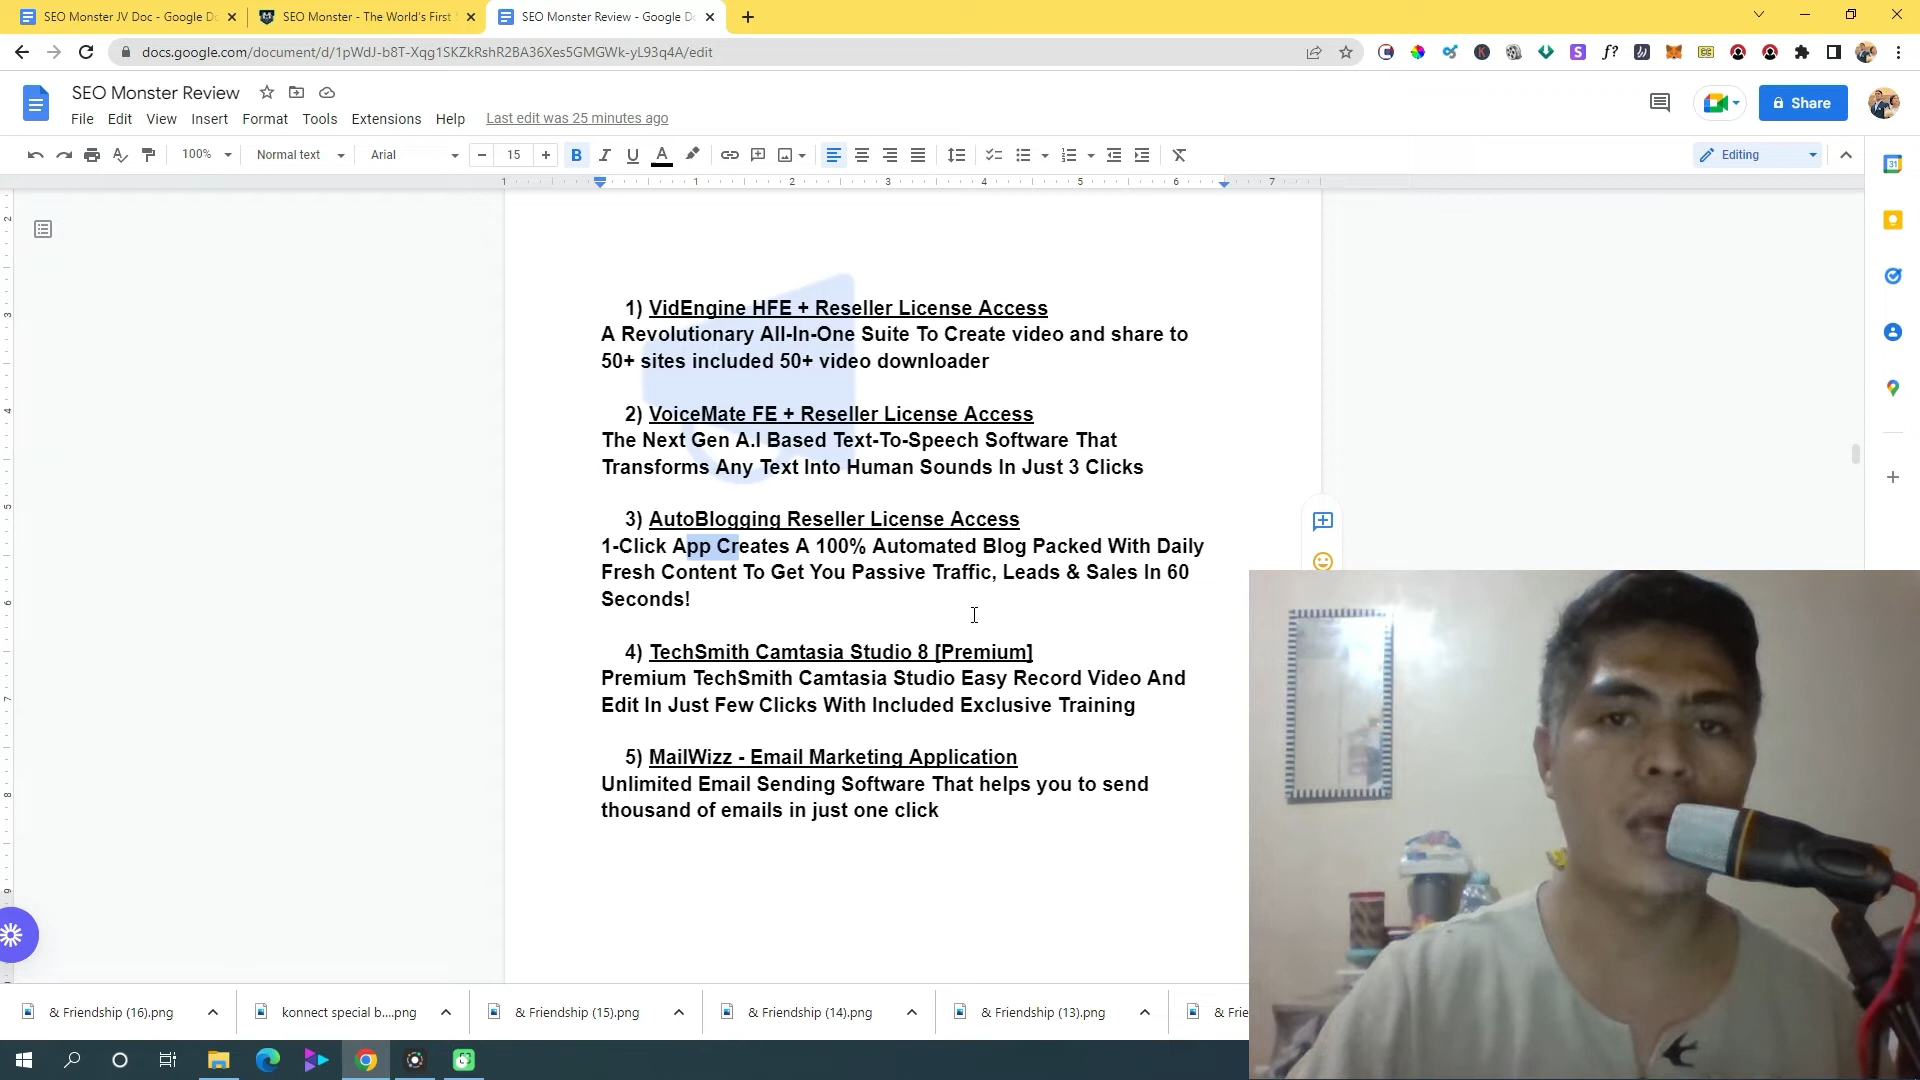 SEO Monster JV Doc - Google Do
SEO Monster - The World's First
SEO Monster Review - Google Do
docs.google.com/document/d/1pWdJ-b8T-Xqg1SKZkRshR2BA36Xes5GMGWk-yL93q4A/edit
SEO Monster Review
Share
File Edit View Insert Format Tools Extensions Help Last edit was 25 minutes ago
100% Normal text Arial 15 Editing
1) VidEngine HFE + Reseller License Access
A Revolutionary All-In-One Suite To Create video and share to
50+ sites included 50+ video downloader
2) VoiceMate FE + Reseller License Access
The Next Gen A.I Based Text-To-Speech Software That
Transforms Any Text Into Human Sounds In Just 3 Clicks
3) AutoBlogging Reseller License Access
1-Click App Creates A 100% Automated Blog Packed With Daily
Fresh Content To Get You Passive Traffic, Leads & Sales In 60
Seconds!
4) TechSmith Camtasia Studio 8 [Premium]
Premium TechSmith Camtasia Studio Easy Record Video And
Edit In Just Few Clicks With Included Exclusive Training
5) MailWizz - Email Marketing Application
Unlimited Email Sending Software That helps you to send
thousand of emails in just one click
& Friendship (16).png
konnect special b....png
& Friendship (15).png
& Friendship (14).png
& Friendship (13).png
& Frie